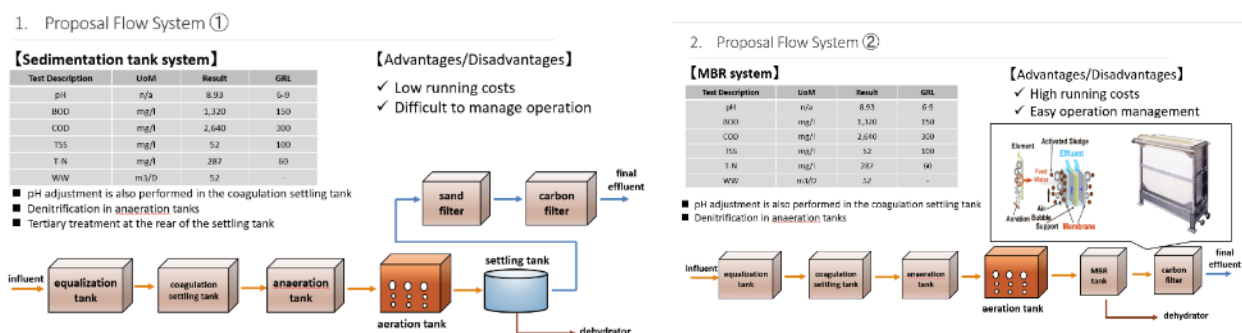 1. Proposal Flow System ①
【Sedimentation tank system】
Test Description UoM Result GRL
pH n/a 8.93 6-9
BOD mg/l 1,320 150
COD mg/l 2,640 300
TSS mg/l 52 100
T-N mg/l 287 60
WW m3/D 52 -
■ pH adjustment is also performed in the coagulation settling tank
■ Denitrification in anaeration tanks
■ Tertiary treatment at the rear of the settling tank
【Advantages/Disadvantages】
✓ Low running costs
✓ Difficult to manage operation
sand filter
carbon filter
final effluent
influent
equalization tank
coagulation settling tank
anaeration tank
aeration tank
settling tank
dehydrator
2. Proposal Flow System ②
【MBR system】
Test Description UoM Result GRL
pH n/a 8.93 6-9
BOD mg/l 1,320 150
COD mg/l 2,640 300
TSS mg/l 52 100
T-N mg/l 287 60
WW m3/D 52 -
■ pH adjustment is also performed in the coagulation settling tank
■ Denitrification in anaeration tanks
【Advantages/Disadvantages】
✓ High running costs
✓ Easy operation management
Element
Activated Sludge
Effluent
Feed Water
Air Bubble
Aeration
Support
Membrane
influent
equalization tank
coagulation settling tank
anaeration tank
aeration tank
MBR tank
carbon filter
final effluent
dehydrator